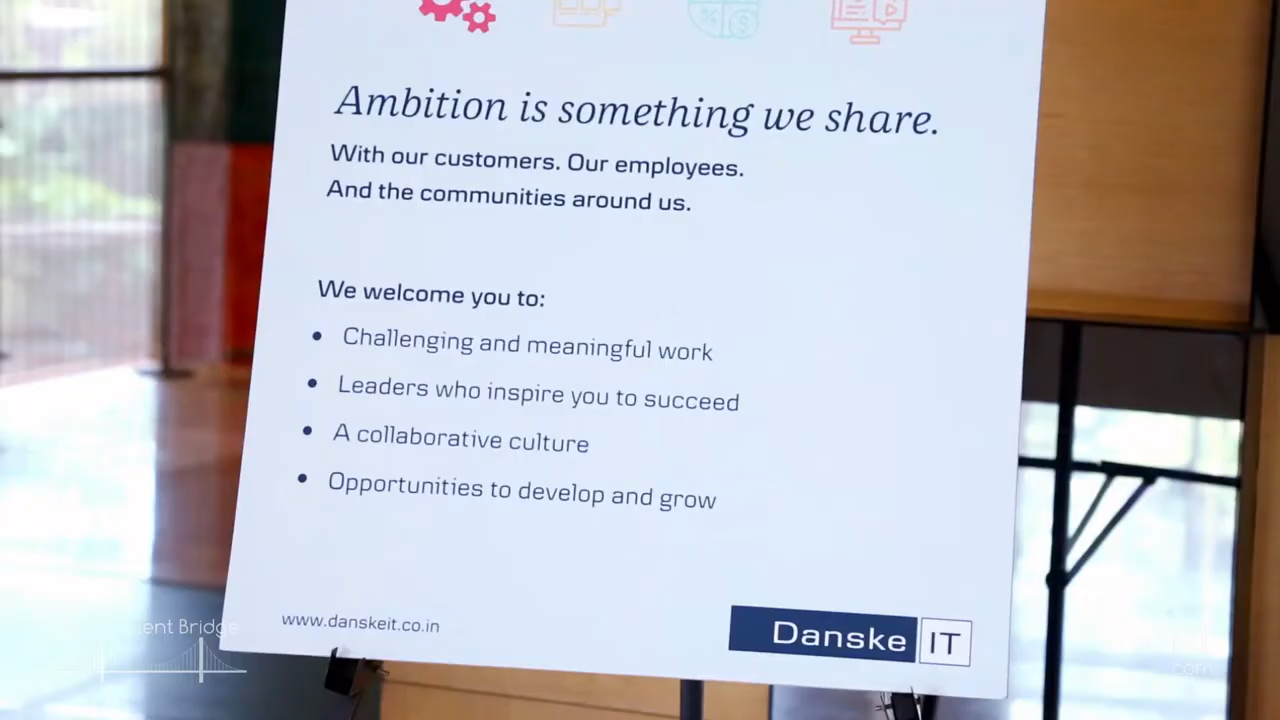 Ambition is something we share.
With our customers. Our employees.
And the communities around us.
We welcome you to:
• Challenging and meaningful work
• Leaders who inspire you to succeed
• A collaborative culture
• Opportunities to develop and grow
www.danskeit.co.in
Danske IT
Bridge